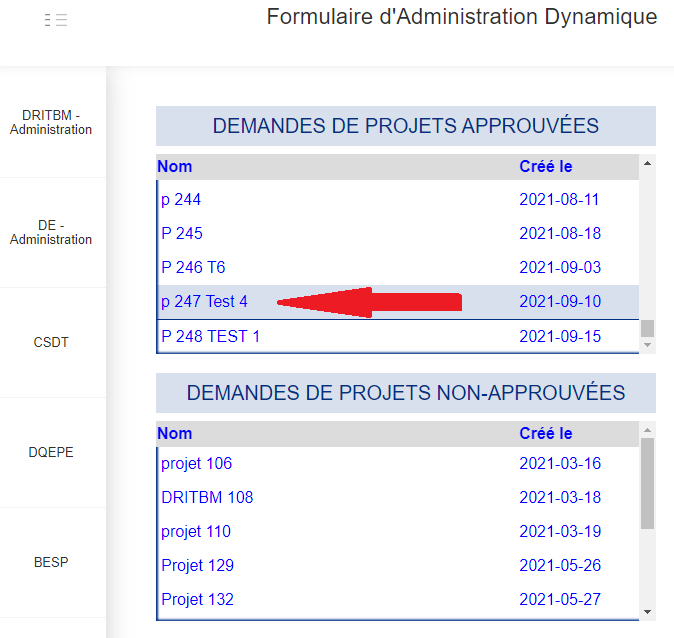 Formulaire d'Administration Dynamique
DRITBM -
Administration
DE -
Administration
CSDT
DQEPE
BESP
DEMANDES DE PROJETS APPROUVÉES
Nom Créé le
p 244 2021-08-11
P 245 2021-08-18
P 246 T6 2021-09-03
p 247 Test 4 2021-09-10
P 248 TEST 1 2021-09-15
DEMANDES DE PROJETS NON-APPROUVÉES
Nom Créé le
projet 106 2021-03-16
DRITBM 108 2021-03-18
projet 110 2021-03-19
Projet 129 2021-05-26
Projet 132 2021-05-27